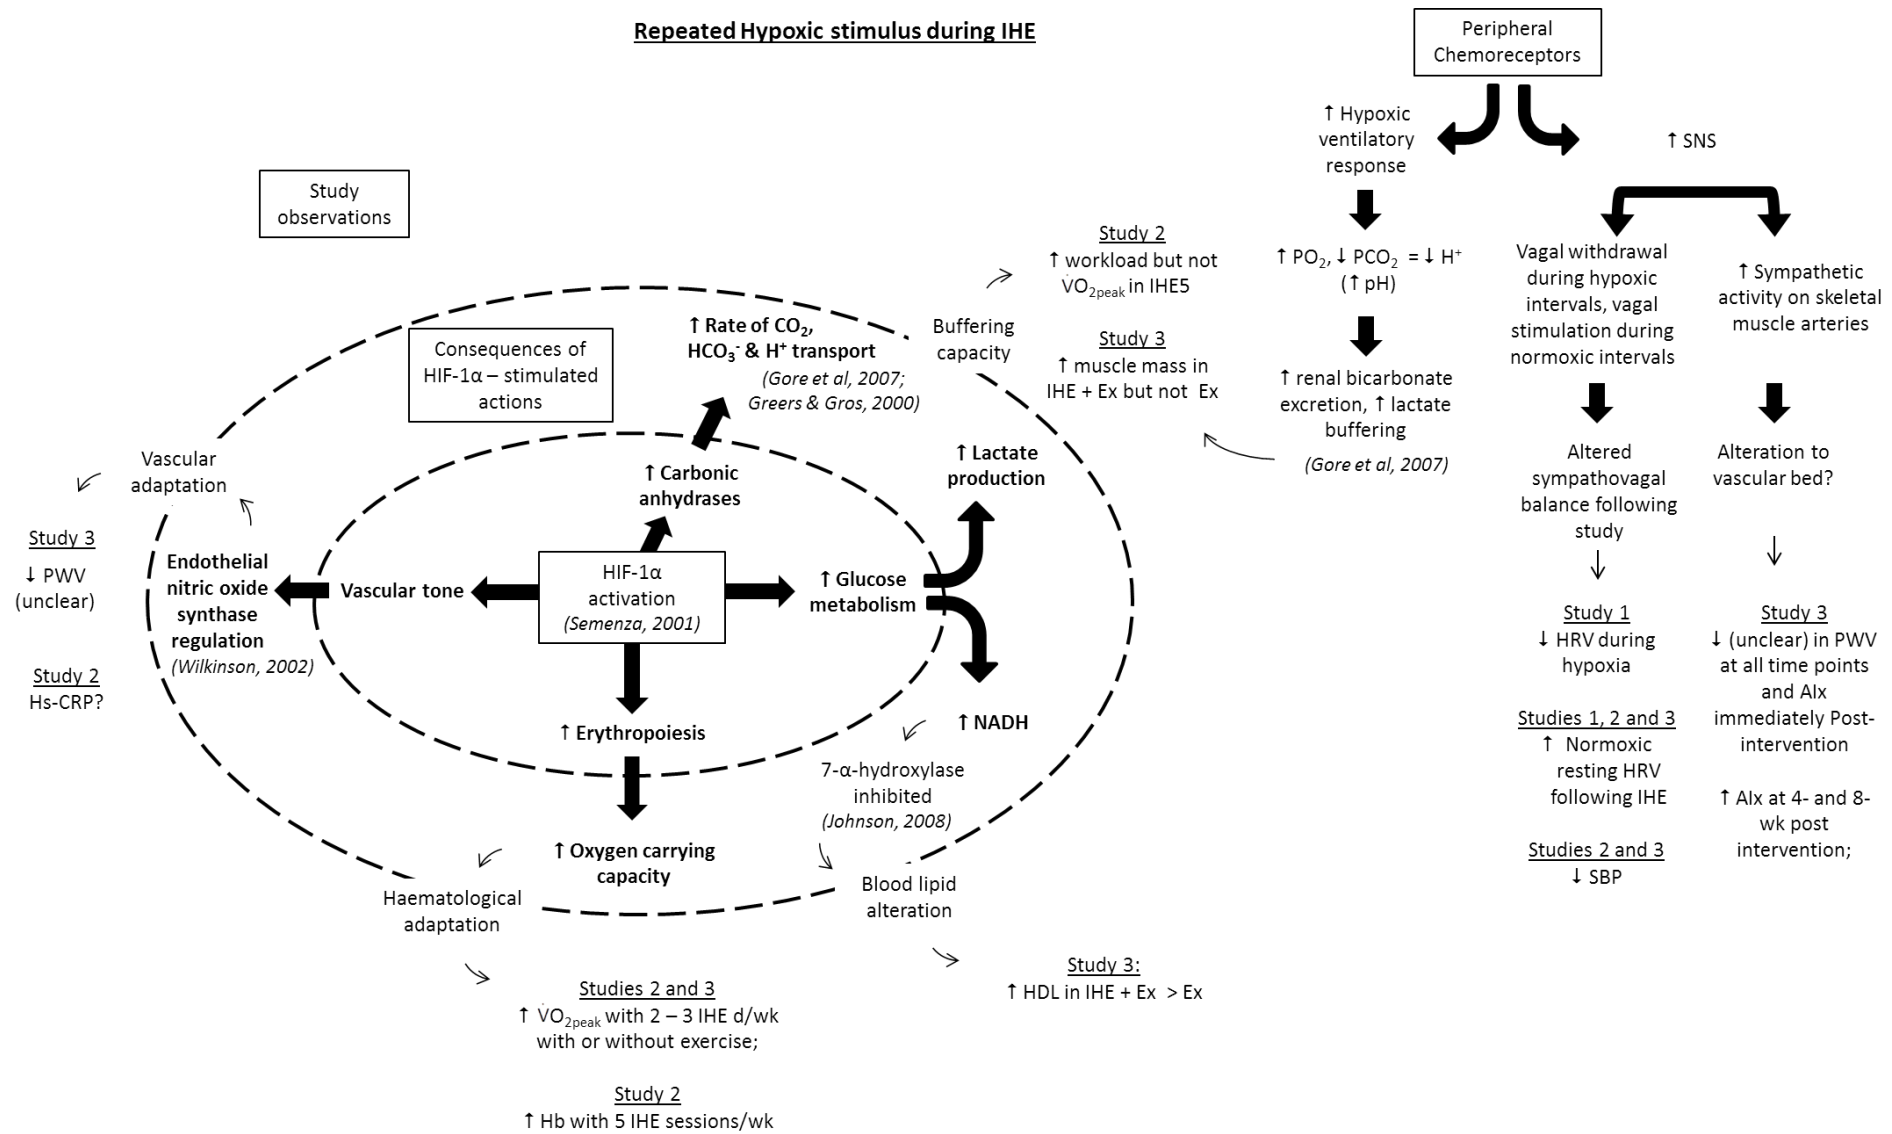 Repeated Hypoxic stimulus during IHE
Peripheral
Chemoreceptors
↑ Hypoxic
ventilatory
response
↑ SNS
Study
observations
Study 2
↑ workload but not
V̇O2peak in IHE5
Study 3
↑ muscle mass in
IHE + Ex but not Ex
↑ PO2, ↓ PCO2 = ↓ H+
(↑ pH)
↑ renal bicarbonate
excretion, ↑ lactate
buffering
(Gore et al, 2007)
Vagal withdrawal
during hypoxic
intervals, vagal
stimulation during
normoxic intervals
Altered
sympathovagal
balance following
study
Study 1
↓ HRV during
hypoxia
Studies 1, 2 and 3
↑ Normoxic
resting HRV
following IHE
Studies 2 and 3
↓ SBP
↑ Sympathetic
activity on skeletal
muscle arteries
Alteration to
vascular bed?
Study 3
↓ (unclear) in PWV
at all time points
and AIx
immediately Post-
intervention
↑ AIx at 4- and 8-
wk post
intervention;
Consequences of
HIF-1α – stimulated
actions
↑ Rate of CO2,
HCO3- & H+ transport
(Gore et al, 2007;
Greers & Gros, 2000)
Buffering
capacity
Vascular
adaptation
Study 3
↓ PWV
(unclear)
Study 2
Hs-CRP?
Endothelial
nitric oxide
synthase
regulation
(Wilkinson, 2002)
Vascular tone
↑ Carbonic
anhydrases
HIF-1α
activation
(Semenza, 2001)
↑ Glucose
metabolism
↑ Lactate
production
↑ NADH
↑ Erythropoiesis
7-α-hydroxylase
inhibited
(Johnson, 2008)
↑ Oxygen carrying
capacity
Haematological
adaptation
Blood lipid
alteration
Studies 2 and 3
↑ V̇O2peak with 2 – 3 IHE d/wk
with or without exercise;
Study 2
↑ Hb with 5 IHE sessions/wk
Study 3:
↑ HDL in IHE + Ex > Ex